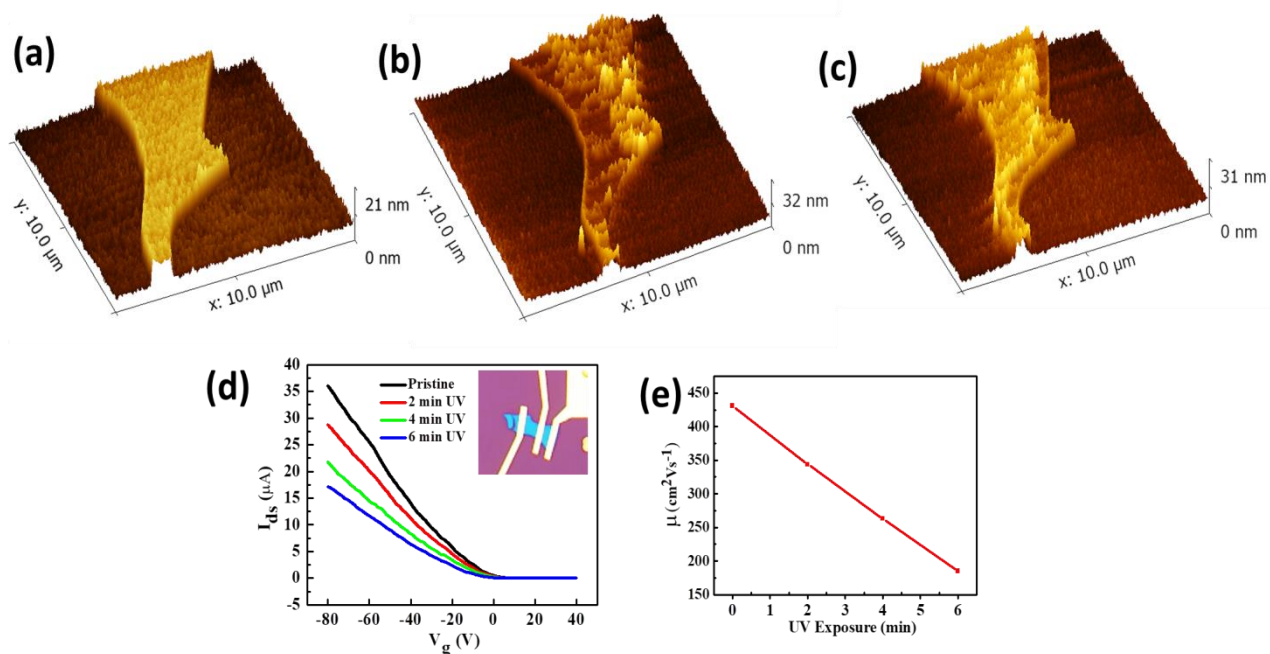 (a)
21 nm
0 nm
y: 10.0 µm
x: 10.0 µm
(b)
32 nm
0 nm
y: 10.0 µm
x: 10.0 µm
(c)
31 nm
0 nm
y: 10.0 µm
x: 10.0 µm
(d)
40
35
30
25
20
15
10
5
0
-5
I_ds (µA)
Pristine
2 min UV
4 min UV
6 min UV
-80 -60 -40 -20 0 20 40
V_g (V)
(e)
450
400
350
300
250
200
150
µ (cm²Vs⁻¹)
0 1 2 3 4 5 6
UV Exposure (min)